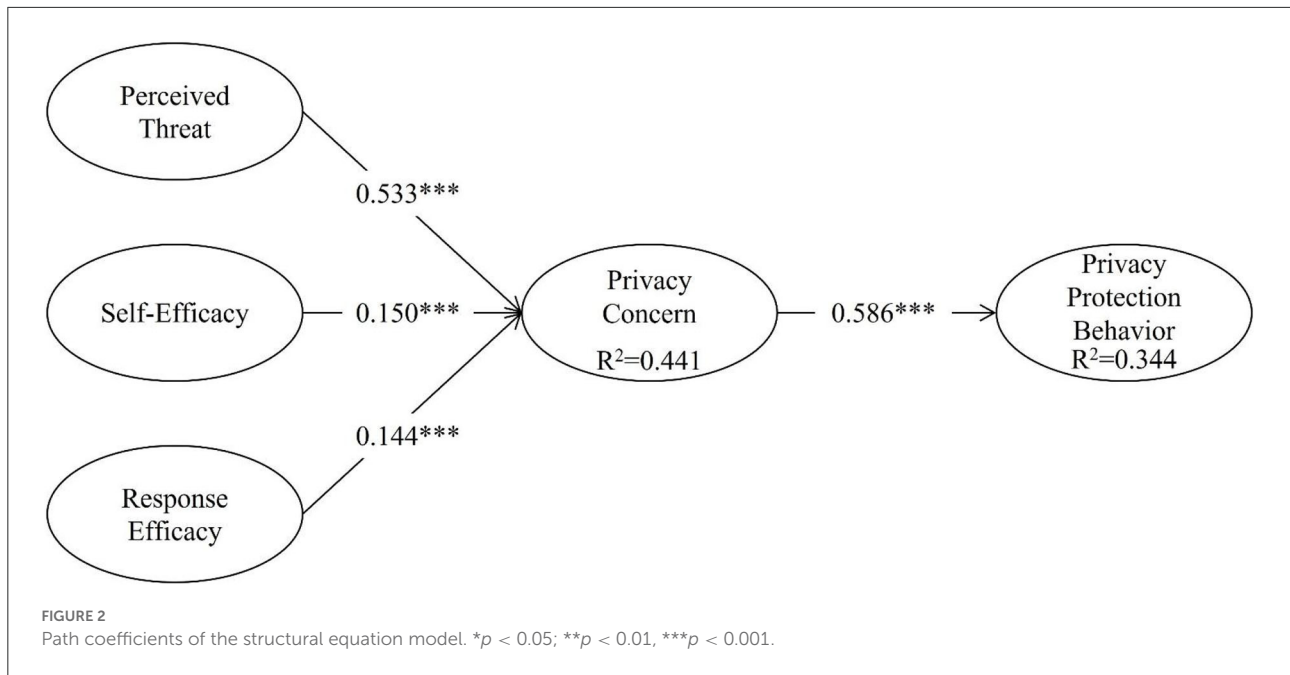 Perceived
Threat
0.533***
Self-Efficacy
0.150***
Privacy
Concern
R²=0.441
0.586***
Privacy
Protection
Behavior
R²=0.344
0.144***
Response
Efficacy
FIGURE 2
Path coefficients of the structural equation model. *p < 0.05; **p < 0.01, ***p < 0.001.